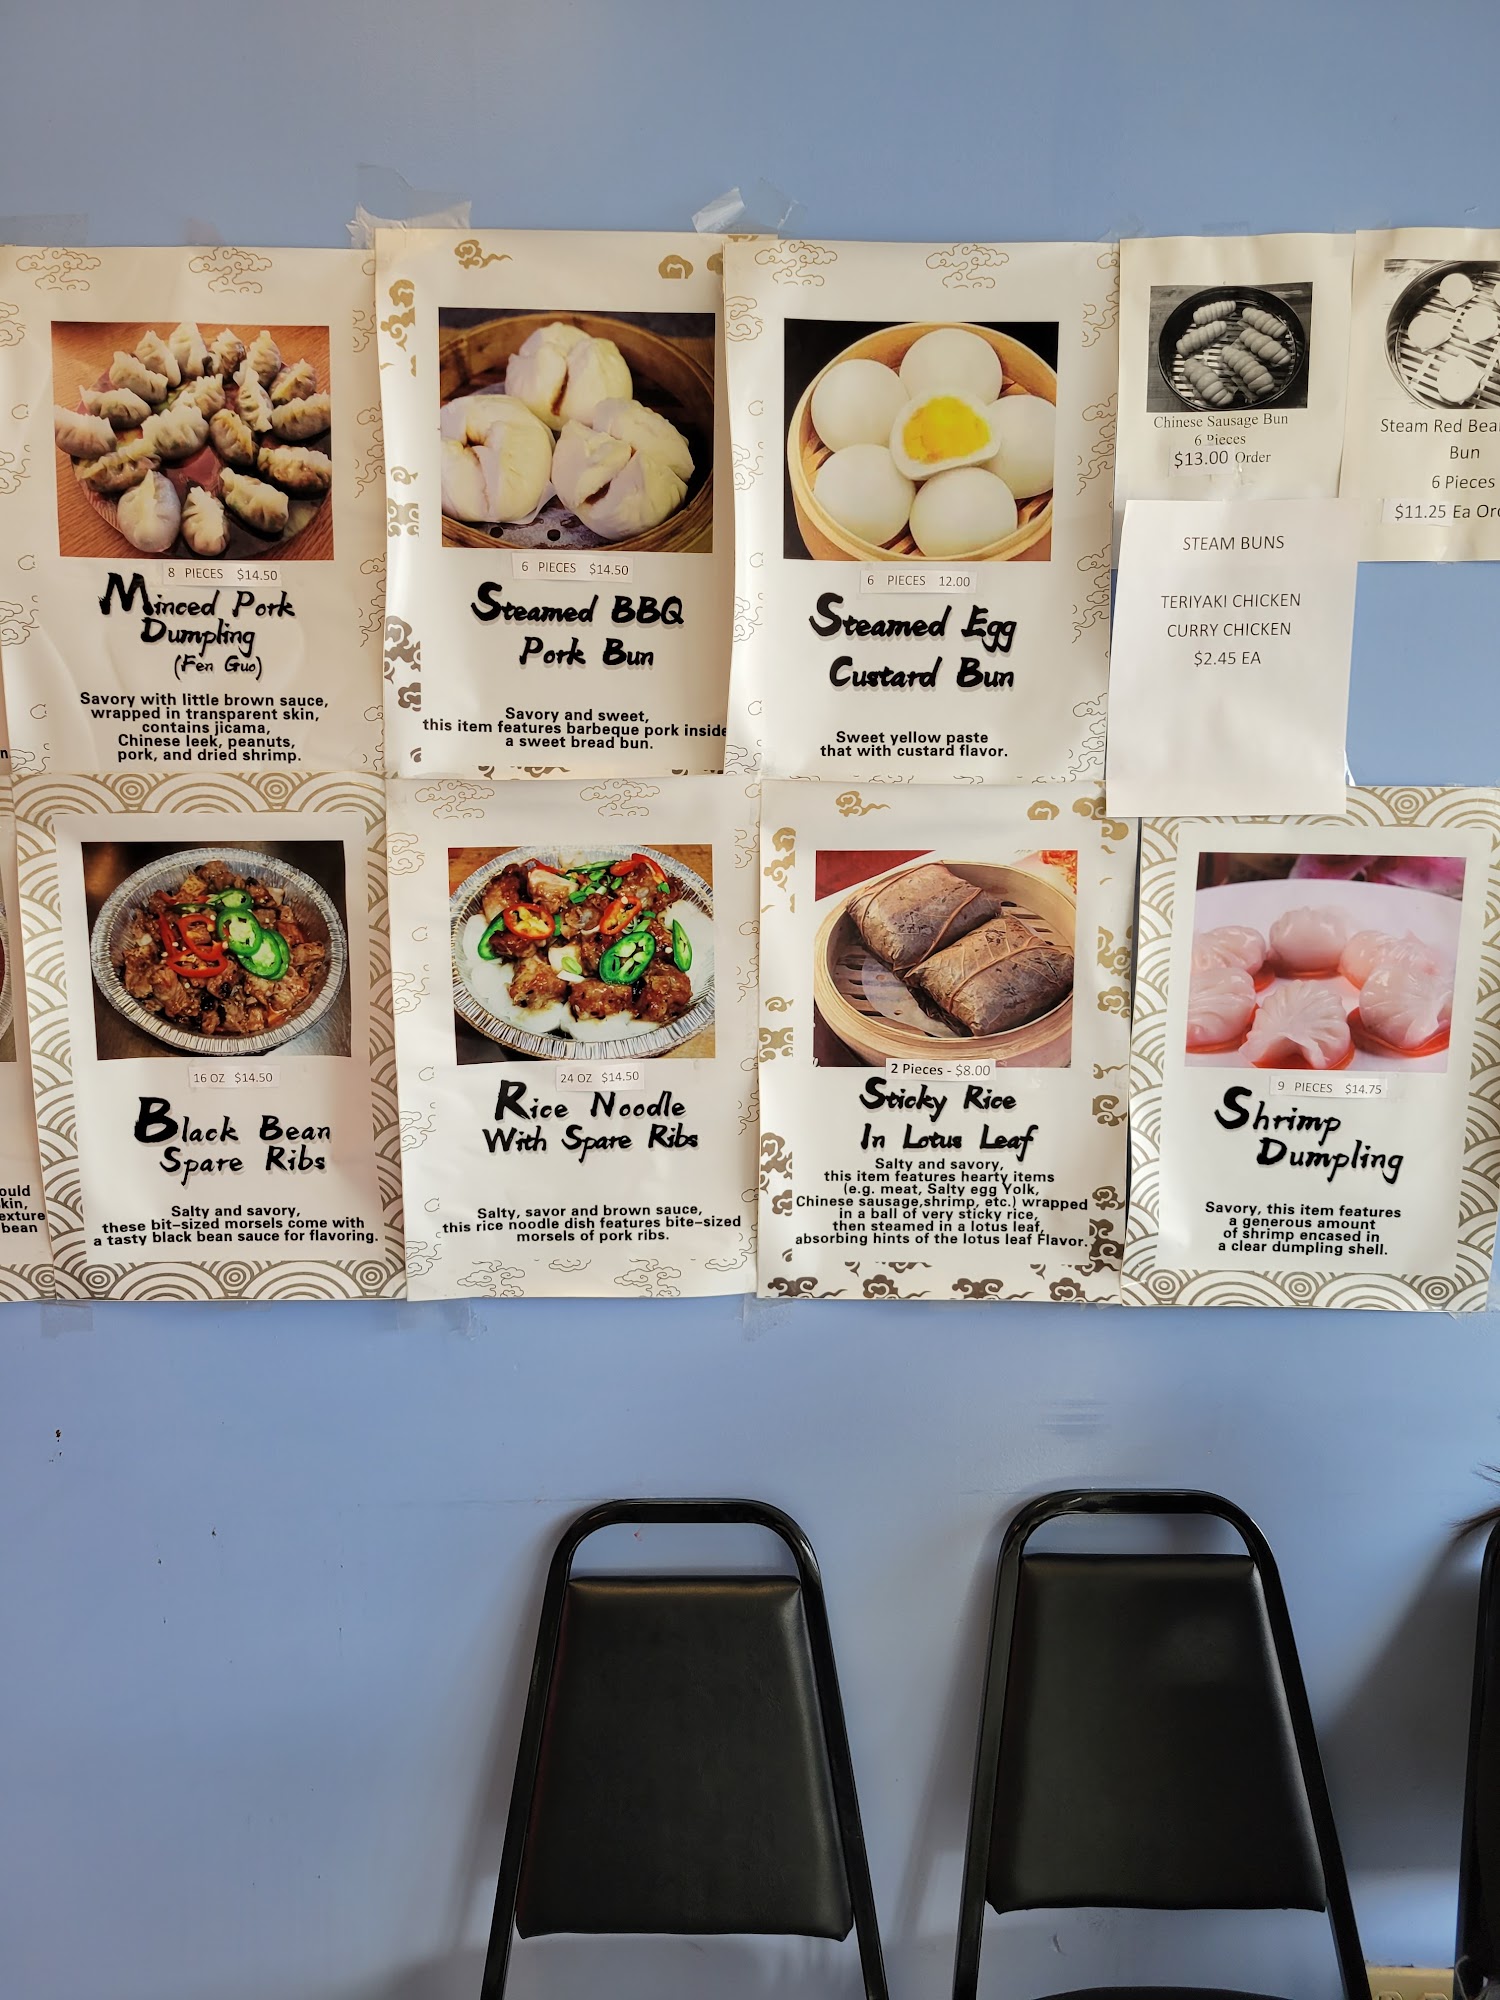 8 PIECES $14.50
Minced Pork
Dumpling
(Fen Guo)
Savory with little brown sauce,
wrapped in transparent skin,
contains jicama,
Chinese leek, peanuts,
pork, and dried shrimp.
6 PIECES $14.50
Steamed BBQ
Pork Bun
Savory and sweet,
this item features barbeque pork inside
a sweet bread bun.
6 PIECES 12.00
Steamed Egg
Custard Bun
Sweet yellow paste
that with custard flavor.
Chinese Sausage Bun
6 Pieces
$13.00 Order
Steam Red
Bun
6 Pieces
$11.25 Ea
STEAM BUNS
TERIYAKI CHICKEN
CURRY CHICKEN
$2.45 EA
bean
16 OZ $14.50
Black Bean
Spare Ribs
Salty and savory,
these bit-sized morsels come with
a tasty black bean sauce for flavoring.
24 OZ $14.50
Rice Noodle
With Spare Ribs
Salty, savor and brown sauce,
this rice noodle dish features bite-sized
morsels of pork ribs.
2 Pieces - $8.00
Sticky Rice
In Lotus Leaf
Salty and savory,
this item features hearty items
(e.g. meat, Salty egg Yolk,
Chinese sausage,shrimp, etc.) wrapped
in a ball of very sticky rice,
then steamed in a lotus leaf,
absorbing hints of the lotus leaf Flavor.
9 PIECES $14.75
Shrimp
Dumpling
Savory, this item features
a generous amount
of shrimp encased in
a clear dumpling shell.